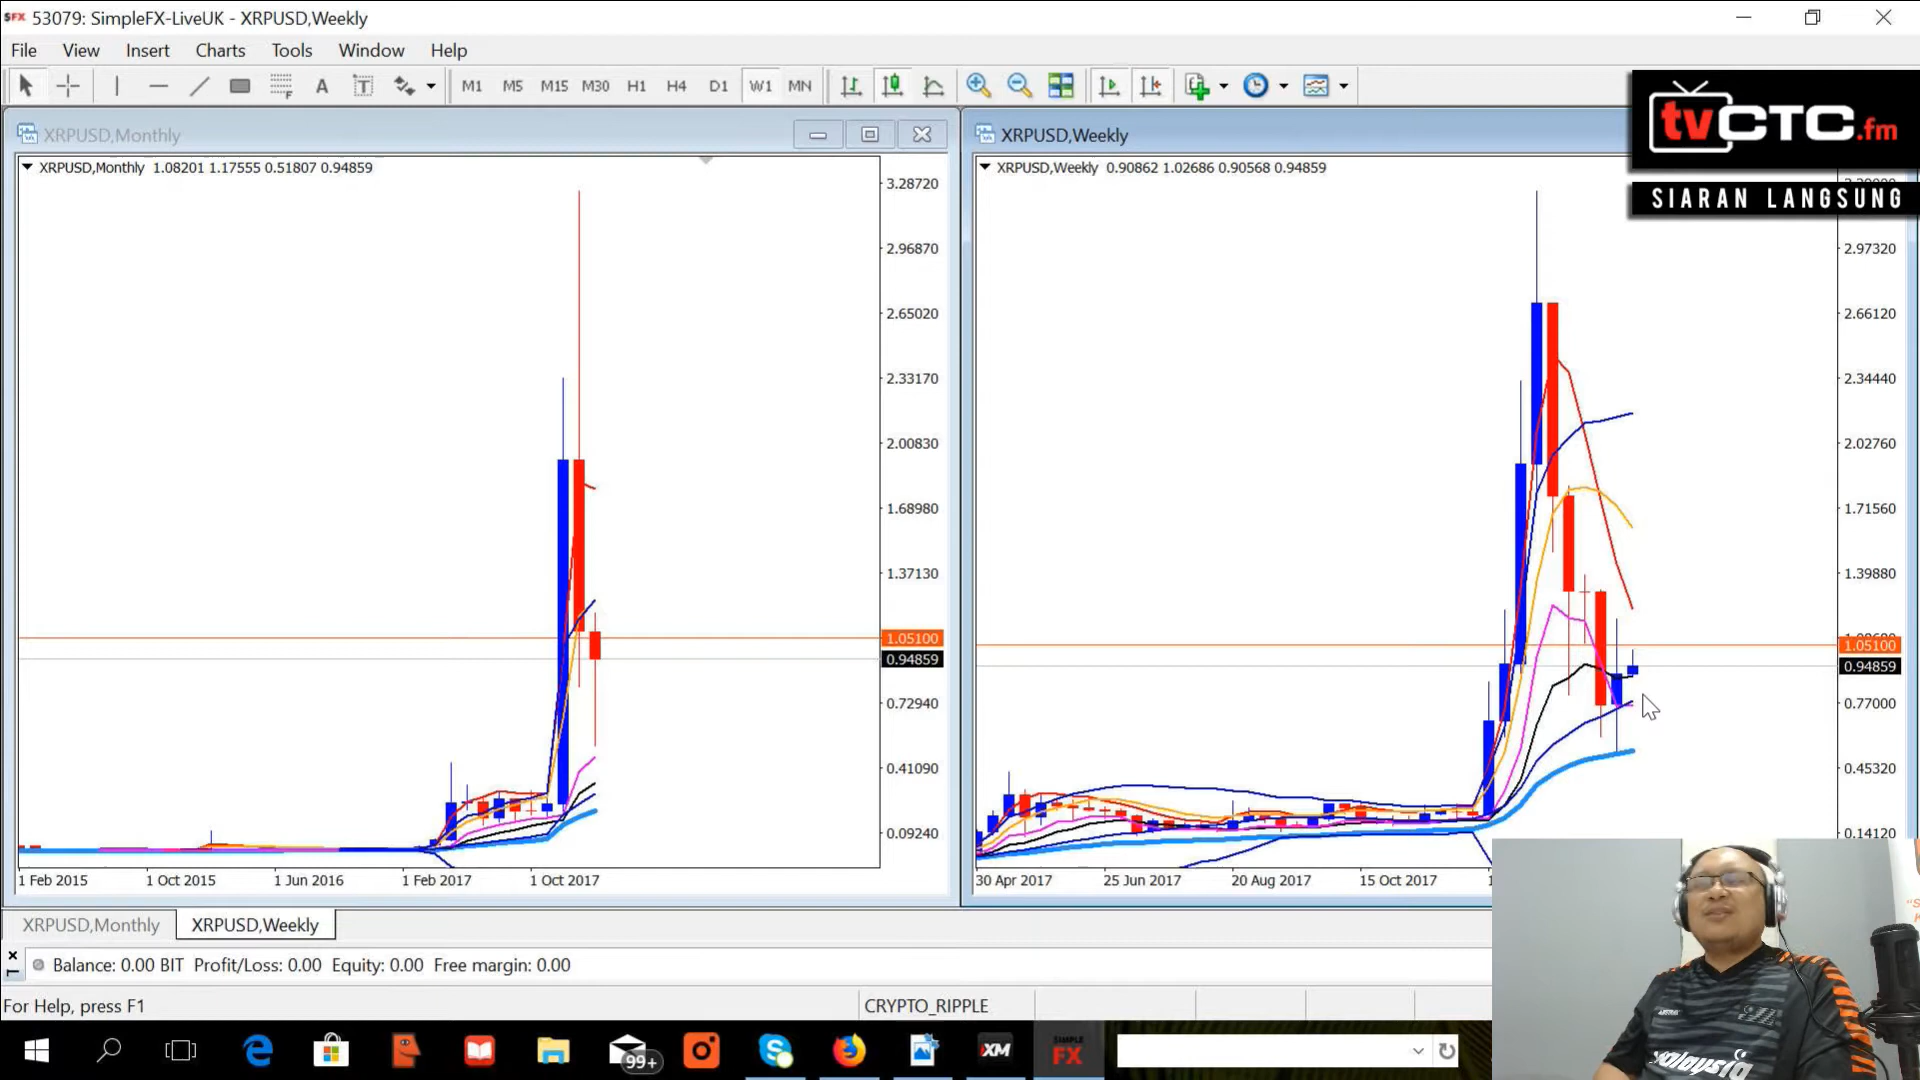 53079: SimpleFX-LiveUK - XRPUSD,Weekly
File View Insert Charts Tools Window Help
A T M1 M5 M15 M30 H1 H4 D1 W1 MN
tvCTC.fm
SIARAN LANGSUNG
XRPUSD,Monthly
XRPUSD,Monthly 1.08201 1.17555 0.51807 0.94859
3.28720
2.96870
2.65020
2.33170
2.00830
1.68980
1.37130
1.05100
0.94859
0.72940
0.41090
0.09240
1 Feb 2015 1 Oct 2015 1 Jun 2016 1 Feb 2017 1 Oct 2017
XRPUSD,Weekly
XRPUSD,Weekly 0.90862 1.02686 0.90568 0.94859
2.97320
2.66120
2.34440
2.02760
1.71560
1.39880
1.05100
0.94859
0.77000
0.45320
0.14120
30 Apr 2017 25 Jun 2017 20 Aug 2017 15 Oct 2017
XRPUSD,Monthly XRPUSD,Weekly
Balance: 0.00 BIT Profit/Loss: 0.00 Equity: 0.00 Free margin: 0.00
For Help, press F1 CRYPTO_RIPPLE
99+
XM
SIMPLE FX
malaysia